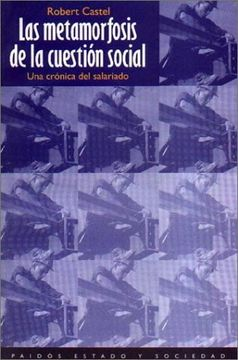 Robert Castel
Las metamorfosis
de la cuestión social
Una crónica del salariado
PAIDÓS ESTADO Y SOCIEDAD